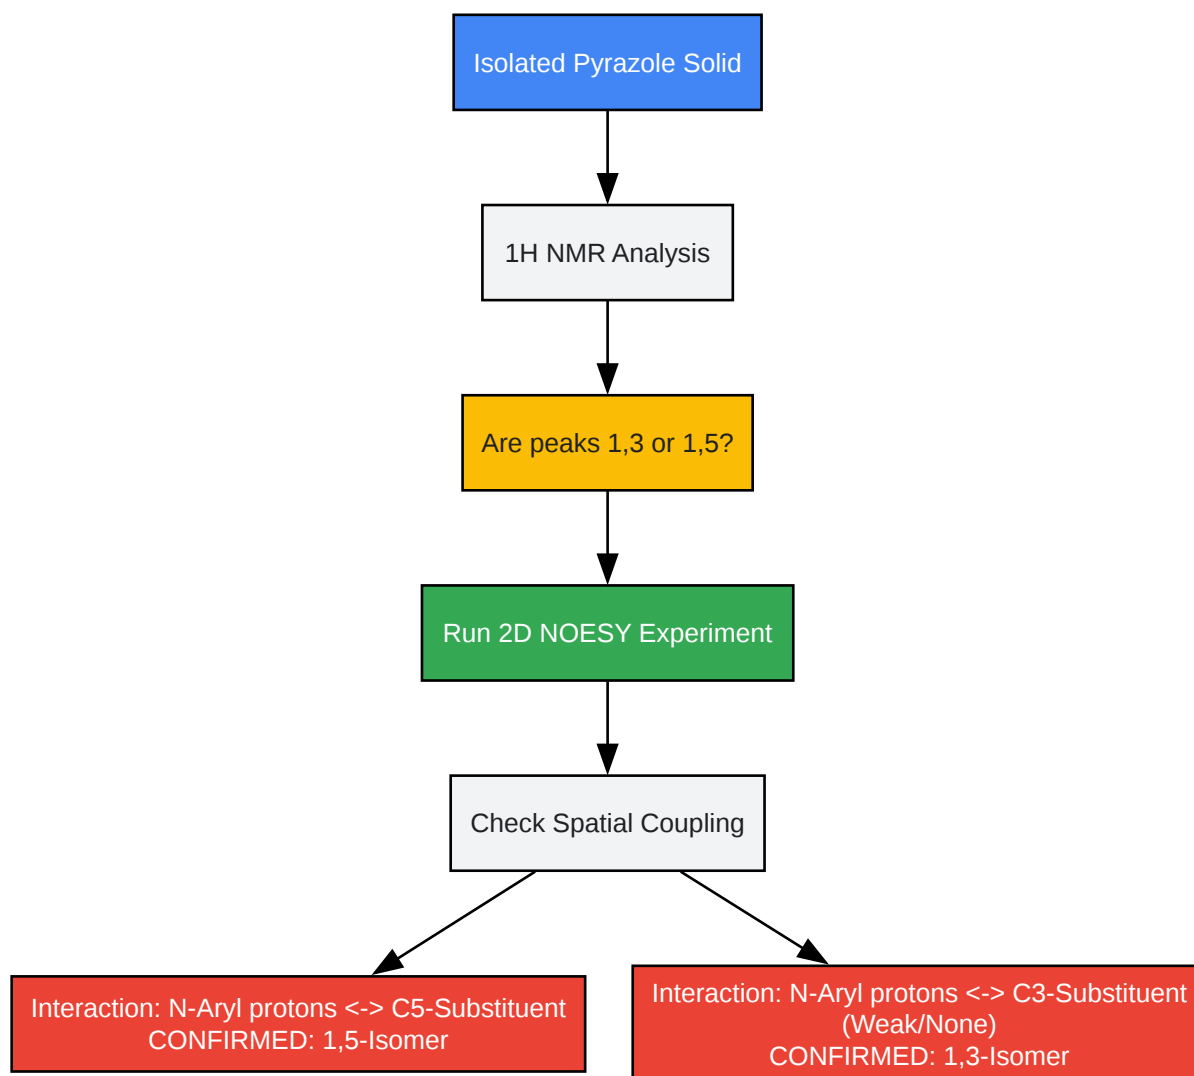 Isolated Pyrazole Solid
1H NMR Analysis
Are peaks 1,3 or 1,5?
Run 2D NOESY Experiment
Check Spatial Coupling
Interaction: N-Aryl protons <-> C5-Substituent
CONFIRMED: 1,5-Isomer
Interaction: N-Aryl protons <-> C3-Substituent
(Weak/None)
CONFIRMED: 1,3-Isomer